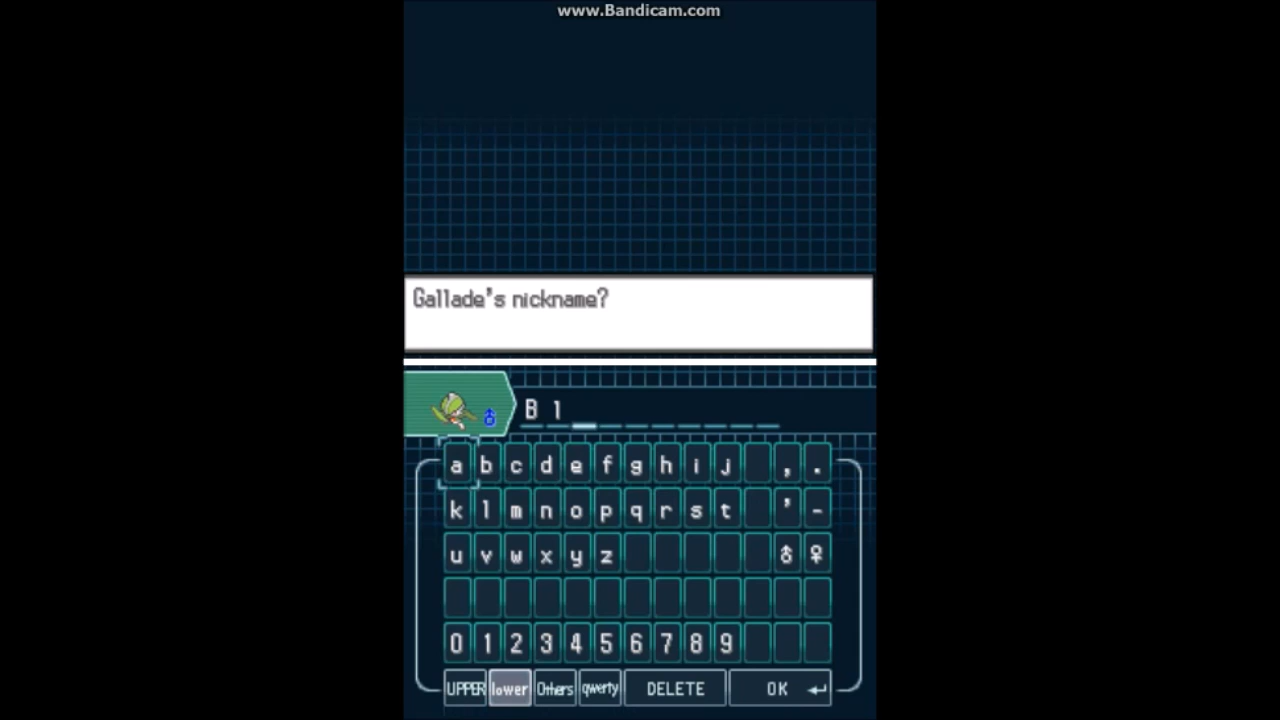 www.Bandicam.com
Gallade's nickname?
♂ B l
a b c d e f g h i j , .
k l m n o p q r s t ' -
u v w x y z ♂ ♀
0 1 2 3 4 5 6 7 8 9
UPPER lower Others qwerty DELETE OK ↵